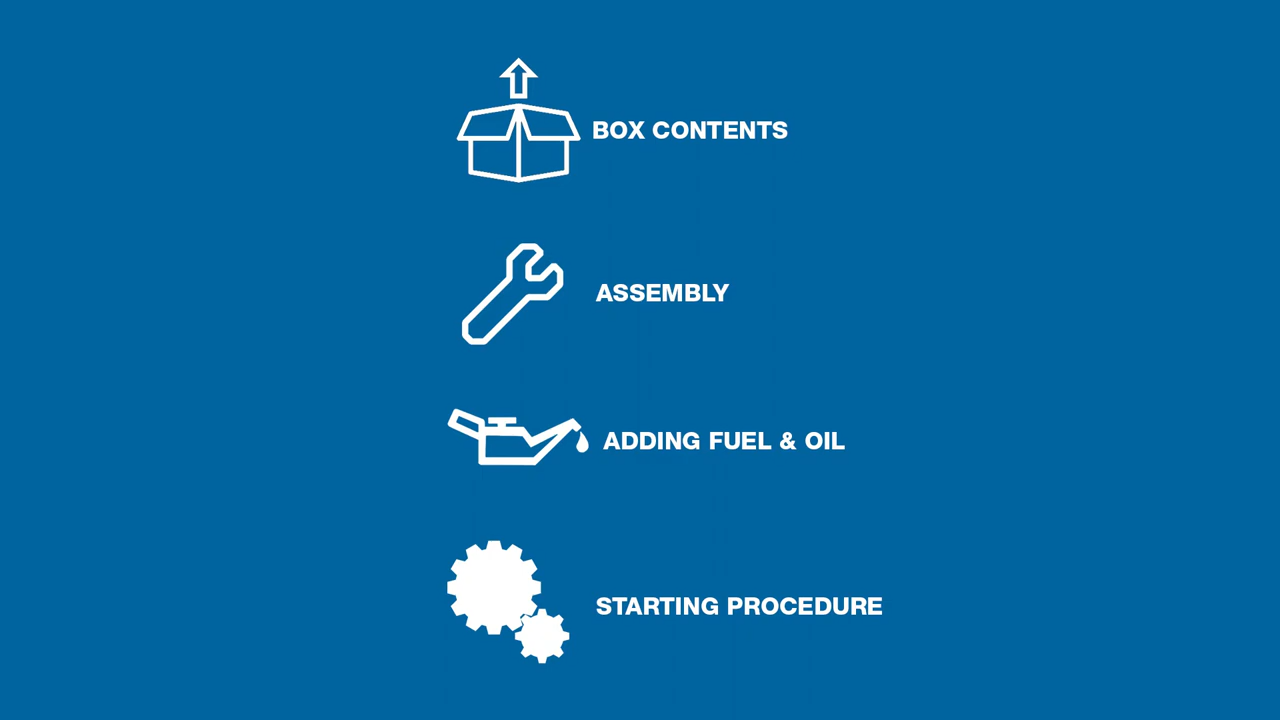 BOX CONTENTS
ASSEMBLY
ADDING FUEL & OIL
STARTING PROCEDURE